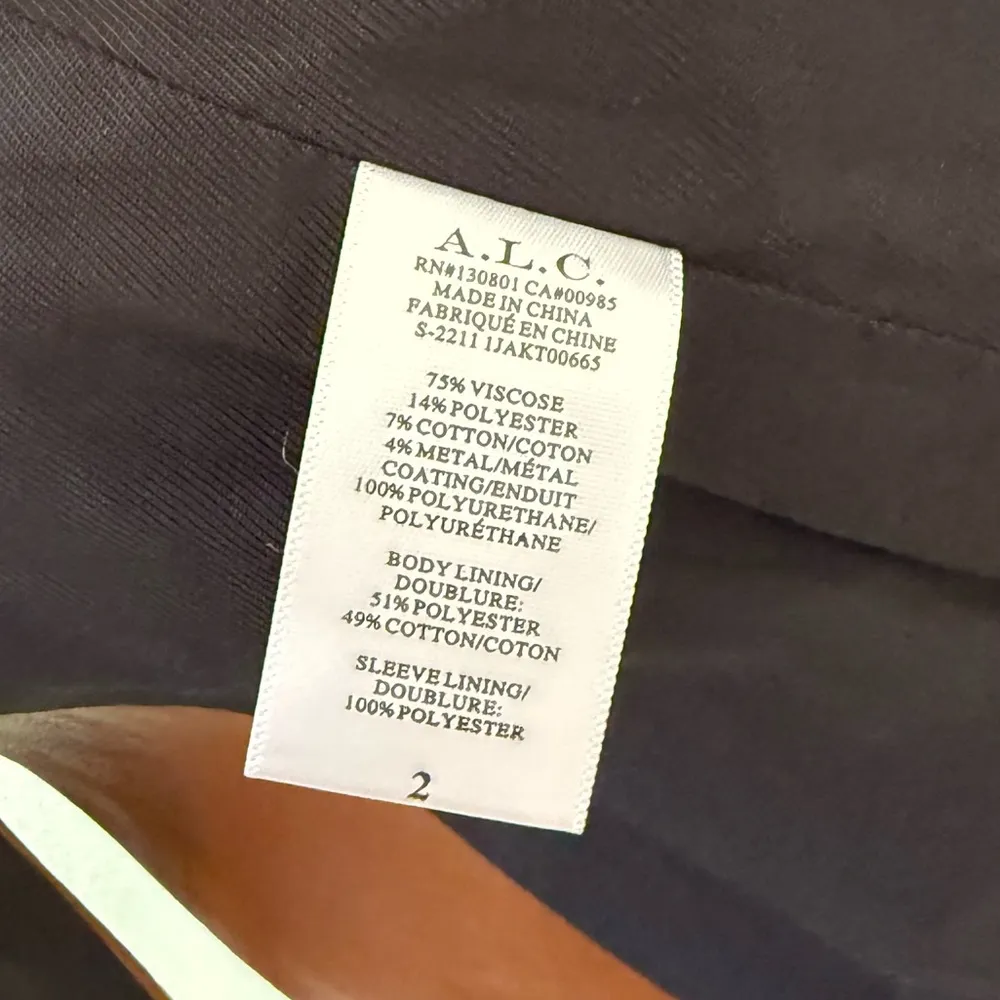 A.L.C.
RN#130801 CA#00985
MADE IN CHINA
FABRIQUÉ EN CHINE
S-2211 1JAKT00665
75% VISCOSE
14% POLYESTER
7% COTTON/COTON
4% METAL/MÉTAL
COATING/ENDUIT
100% POLYURETHANE/
POLYURÉTHANE
BODY LINING/
DOUBLURE:
51% POLYESTER
49% COTTON/COTON
SLEEVE LINING/
DOUBLURE:
100% POLYESTER
2